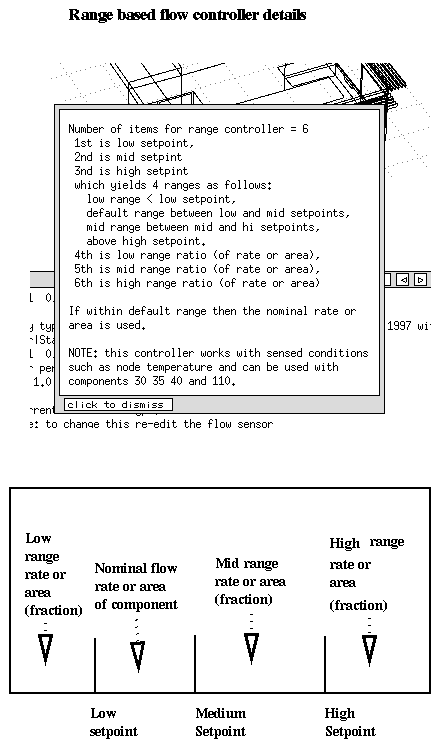 Range based flow controller details
Number of items for range controller = 6
1st is low setpoint,
2nd is mid setpint
3nd is high setpint
which yields 4 ranges as follows:
low range < low setpoint,
default range between low and mid setpoints,
mid range between mid and hi setpoints,
above high setpoint.
4th is low range ratio (of rate or area),
5th is mid range ratio (of rate or area),
6th is high range ratio (of rate or area)
If within default range then the nominal rate or
area is used.
NOTE: this controller works with sensed conditions
such as node temperature and can be used with
components 30 35 40 and 110.
click to dismiss
1997 wi
1.0
: to change this re-edit the flow sensor
Low
range
rate or
area
(fraction)
Nominal flow
rate or area
of component
Mid range
rate or area
(fraction)
High range
rate or
area
(fraction)
Low
setpoint
Medium
Setpoint
High
Setpoint